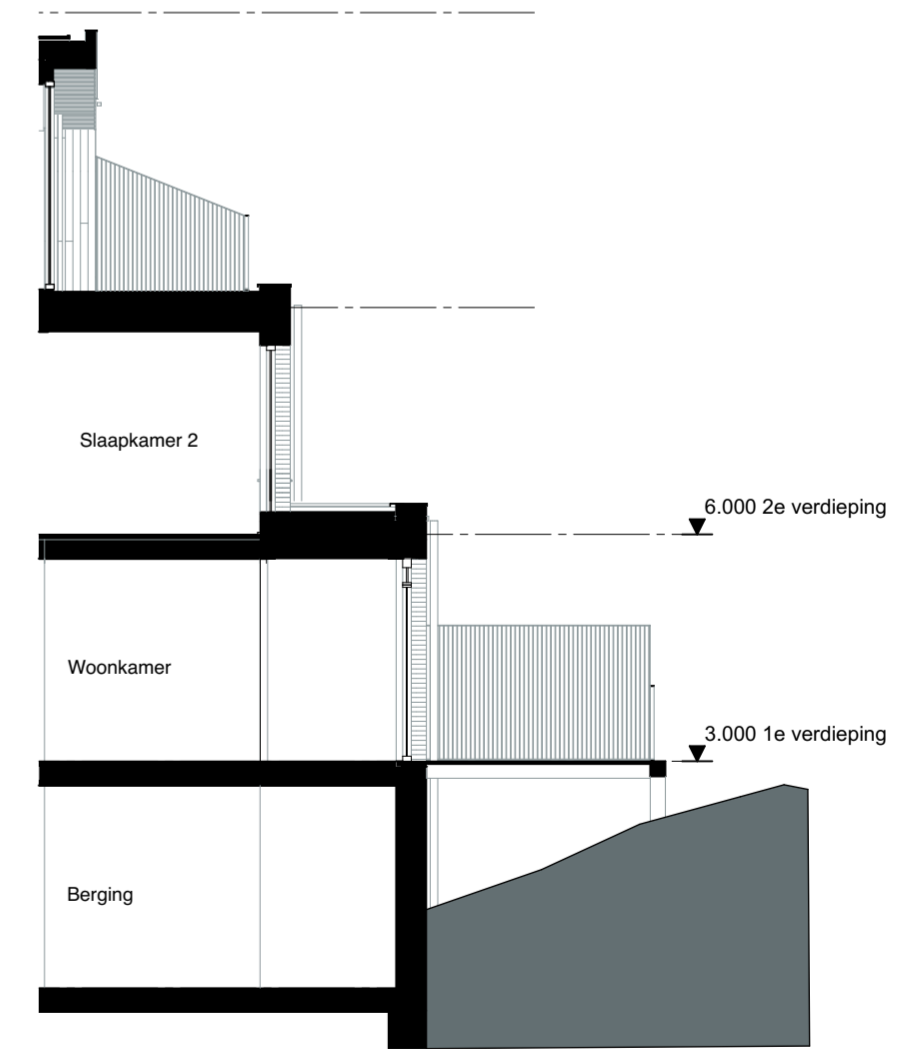 Slaapkamer 2
6.000 2e verdieping
Woonkamer
3.000 1e verdieping
Berging